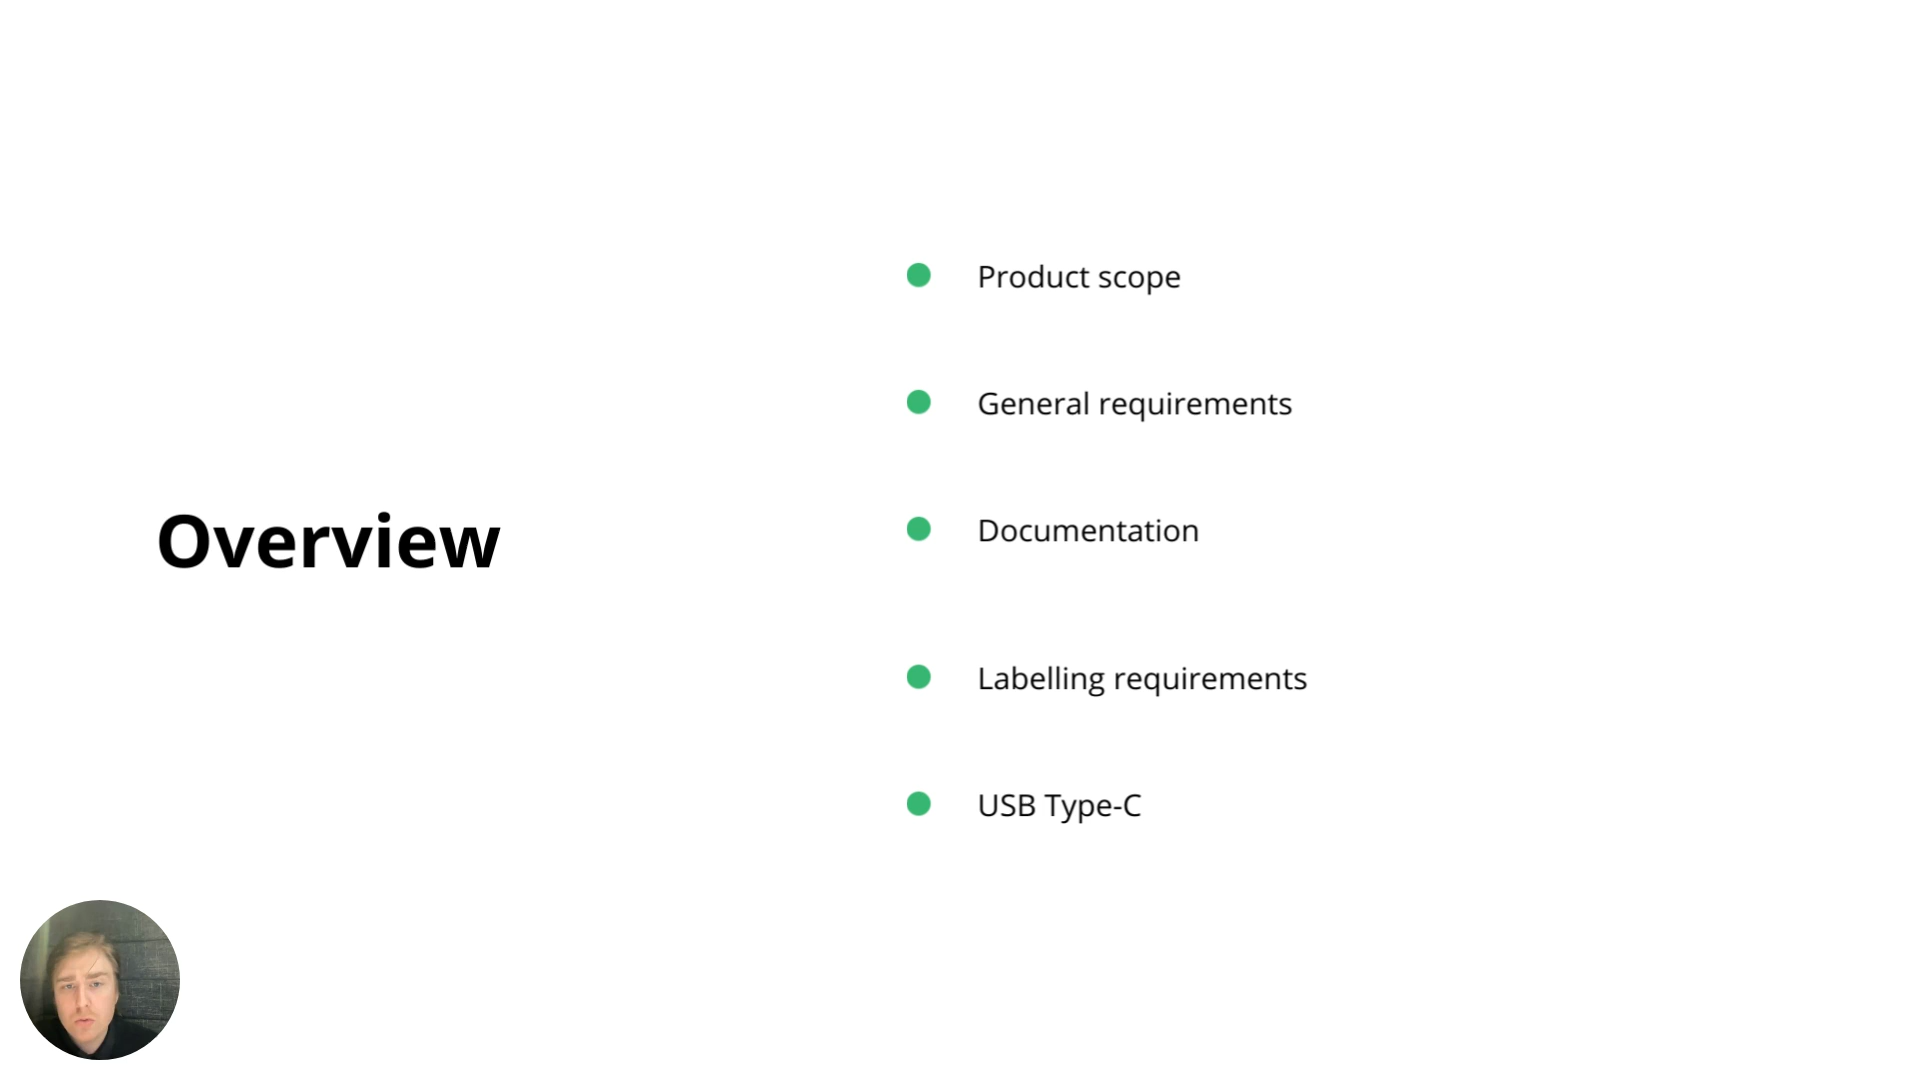 Overview
Product scope
General requirements
Documentation
Labelling requirements
USB Type-C